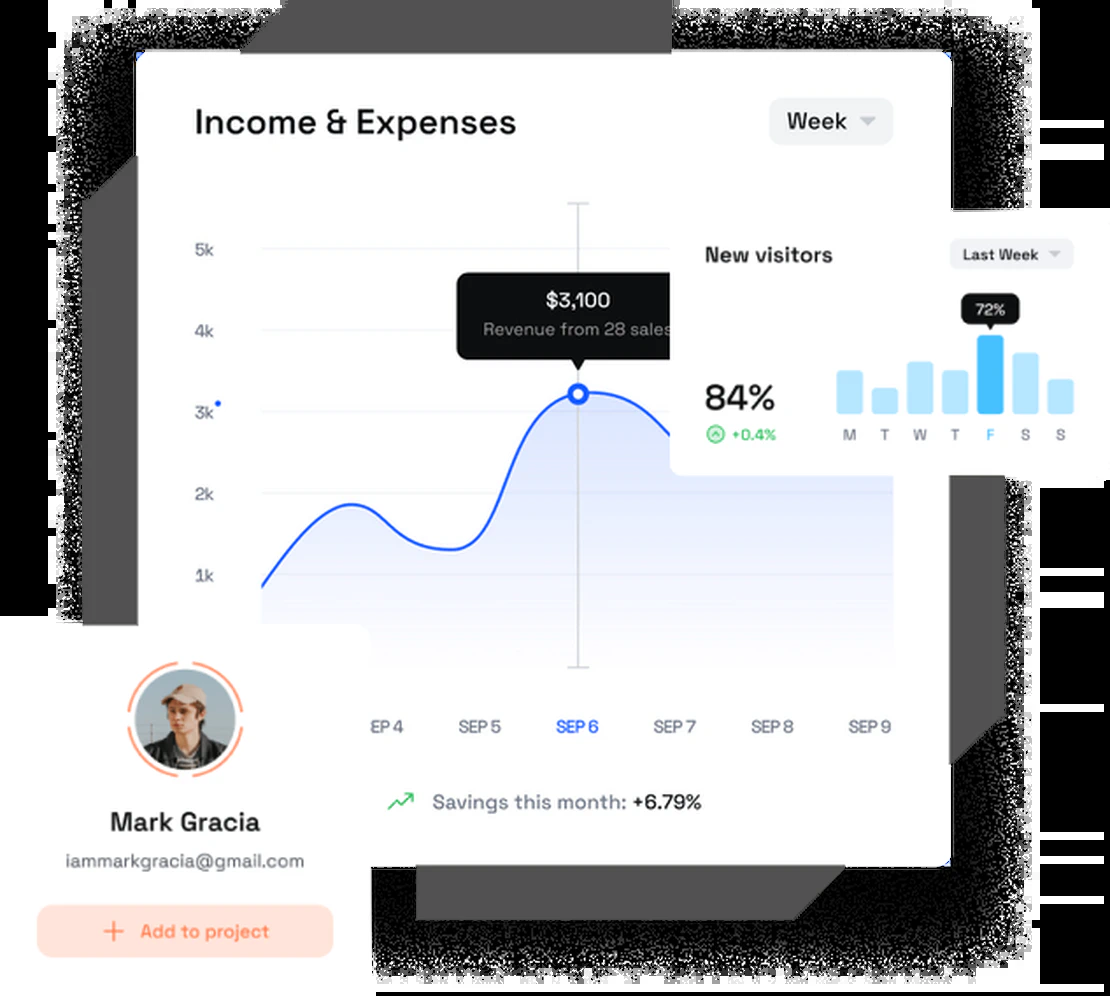 Income & Expenses
Week
5k
4k
3k
2k
1k
$3,100
Revenue from 28 sales
New visitors
Last Week
72%
84%
+0.4%
M T W T F S S
EP 4 SEP 5 SEP 6 SEP 7 SEP 8 SEP 9
Savings this month: +6.79%
Mark Gracia
iammarkgracia@gmail.com
Add to project